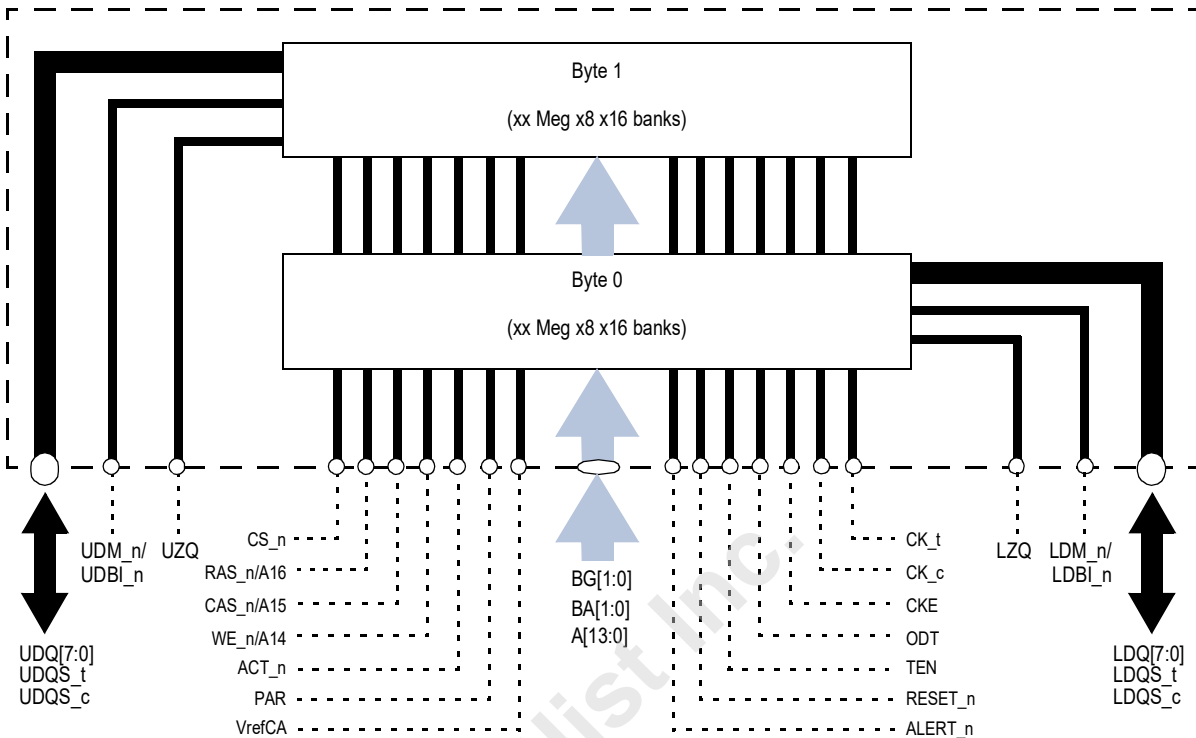 Byte 1
(xx Meg x8 x16 banks)
Byte 0
(xx Meg x8 x16 banks)
UDQ[7:0]
UDQS_t
UDQS_c
UDM_n/
UDBI_n
UZQ
CS_n
RAS_n/A16
CAS_n/A15
WE_n/A14
ACT_n
PAR
VrefCA
BG[1:0]
BA[1:0]
A[13:0]
CK_t
CK_c
CKE
ODT
TEN
RESET_n
ALERT_n
LZQ
LDM_n/
LDBI_n
LDQ[7:0]
LDQS_t
LDQS_c
list Inc.